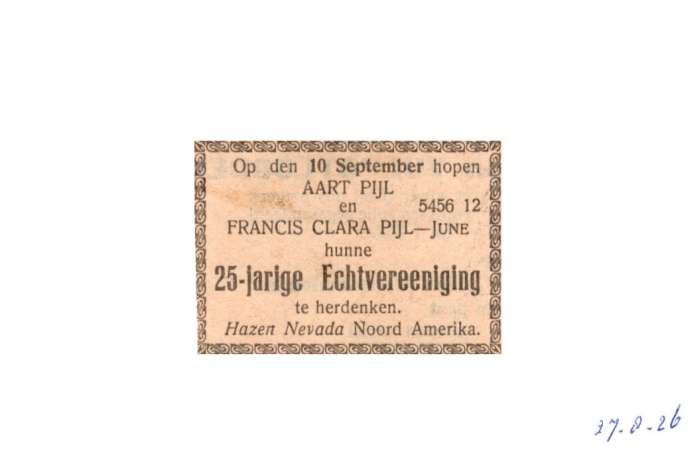 Op den 10 September hopen
AART PIJL
en 5456 12
FRANCIS CLARA PIJL—JUNE
hunne
25-jarige Echtvereeniging
te herdenken.
Hazen Nevada Noord Amerika.
27-8-26